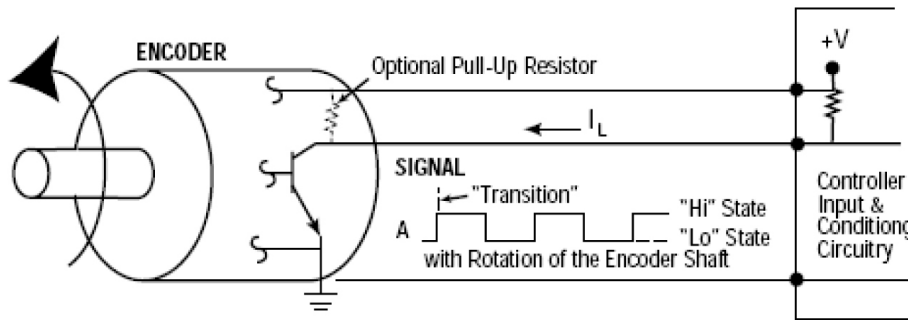 ENCODER
Optional Pull-Up Resistor
+V
I_L
SIGNAL
"Transition"
A
"Hi" State
"Lo" State
with Rotation of the Encoder Shaft
Controller
Input &
Conditiong
Circuitry